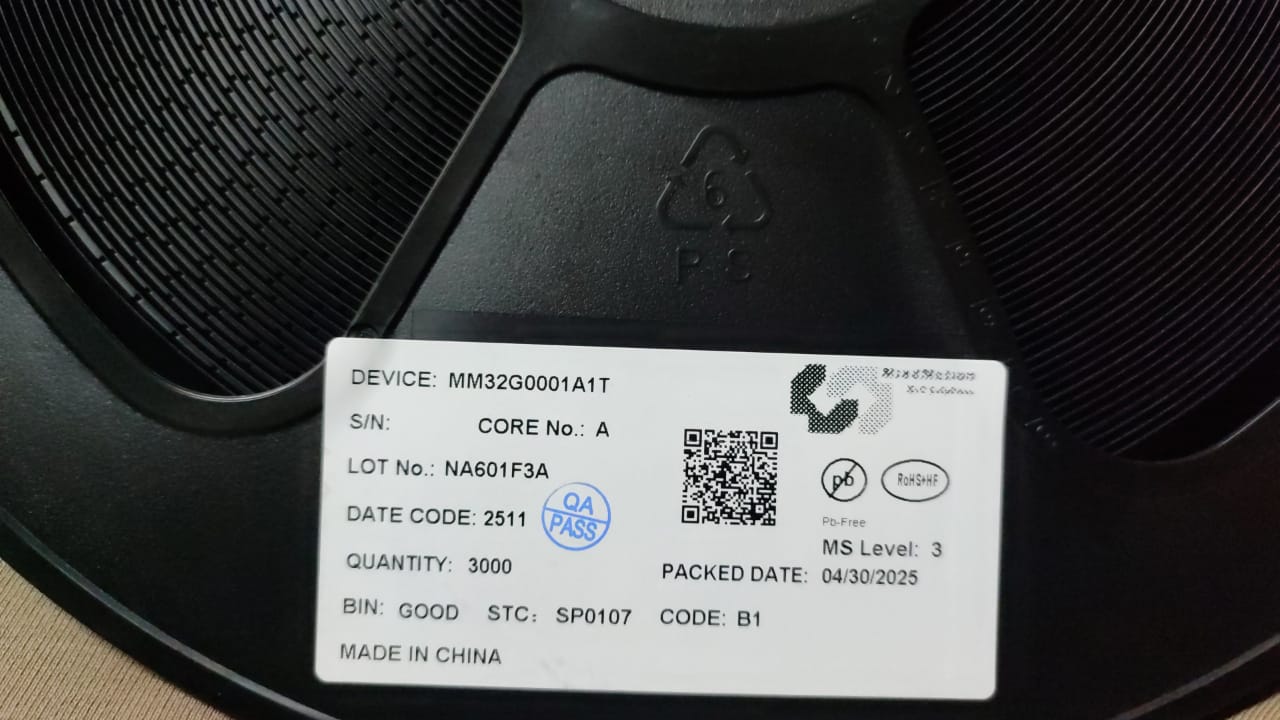 6
PS
DEVICE: MM32G0001A1T
S/N: CORE No.: A
LOT No.: NA601F3A
DATE CODE: 2511
QA
PASS
QUANTITY: 3000
BIN: GOOD STC: SP0107 CODE: B1
MADE IN CHINA
pb
RoHS+HF
Pb-Free
MS Level: 3
PACKED DATE: 04/30/2025